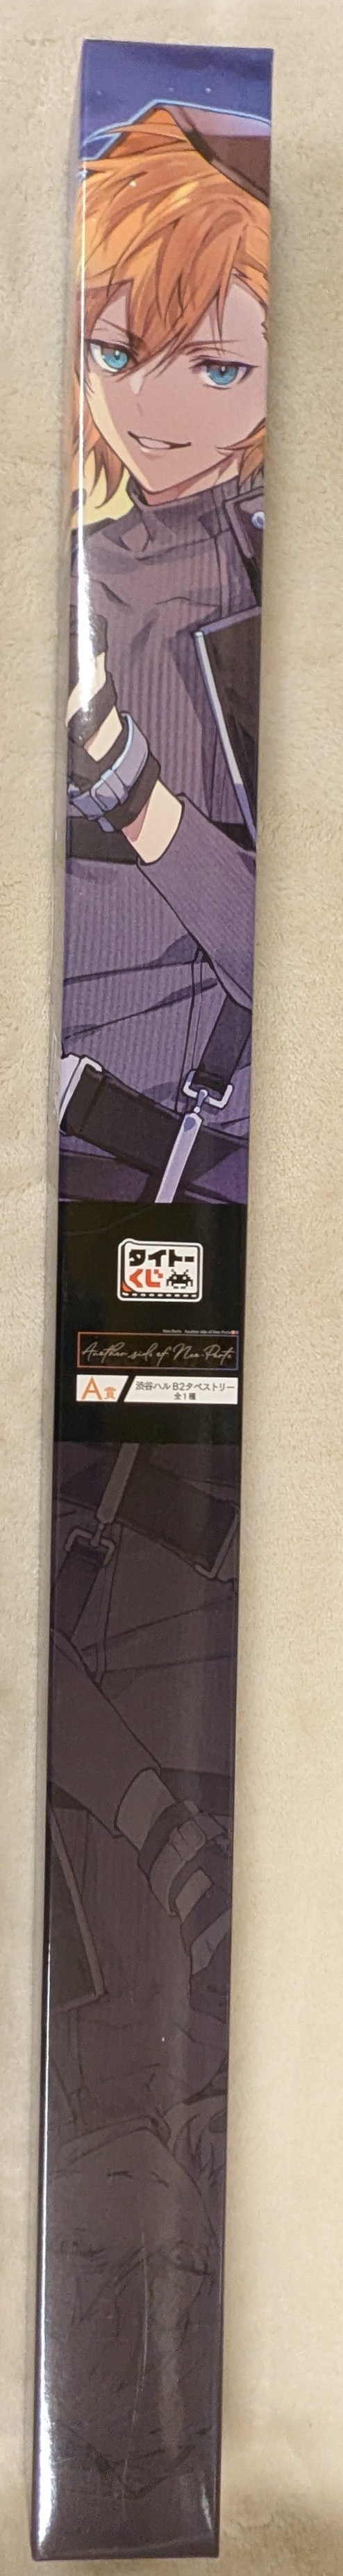 タイトー
くじ
Another side of Neo-Porte
A賞
渋谷ハル B2タペストリー
全1種